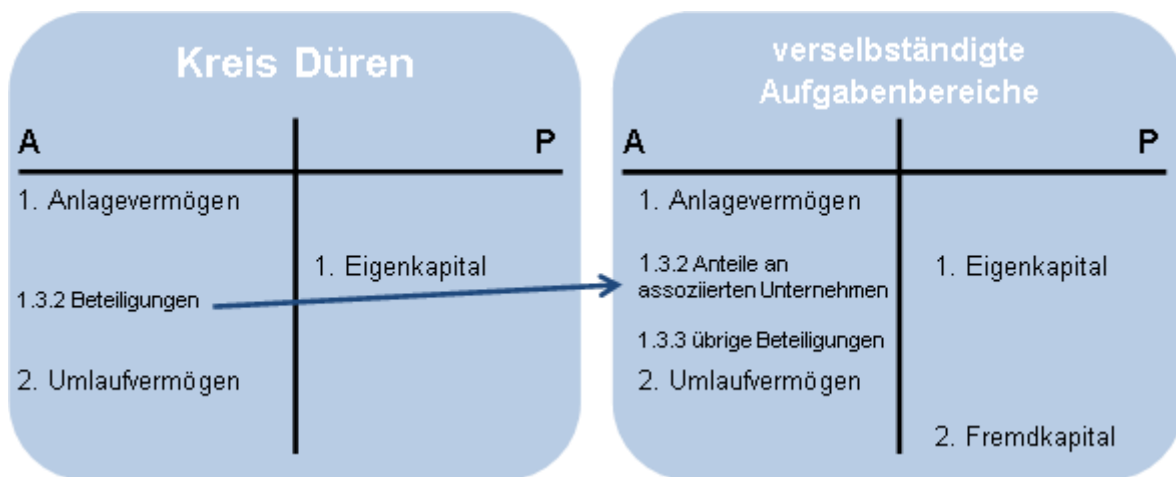 Kreis Düren
A
P
1. Anlagevermögen
1. Eigenkapital
1.3.2 Beteiligungen
2. Umlaufvermögen
verselbständigte
Aufgabenbereiche
A
P
1. Anlagevermögen
1.3.2 Anteile an
assoziierten Unternehmen
1. Eigenkapital
1.3.3 übrige Beteiligungen
2. Umlaufvermögen
2. Fremdkapital